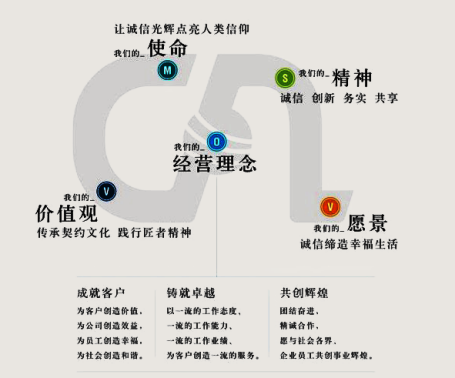 让诚信光辉点亮人类信仰
我们的_使命
M
S
我们的_精神
诚信 创新 务实 共享
我们的_
O
经营理念
V
我们的_
价值观
传承契约文化 践行匠者精神
V
我们的_愿景
诚信缔造幸福生活
成就客户
为客户创造价值，
为公司创造效益，
为员工创造幸福，
为社会创造和谐。
铸就卓越
以一流的工作态度、
一流的工作能力、
一流的工作业绩、
为客户创造一流的服务。
共创辉煌
团结奋进，
精诚合作，
愿与社会各界、
企业员工共创事业辉煌。